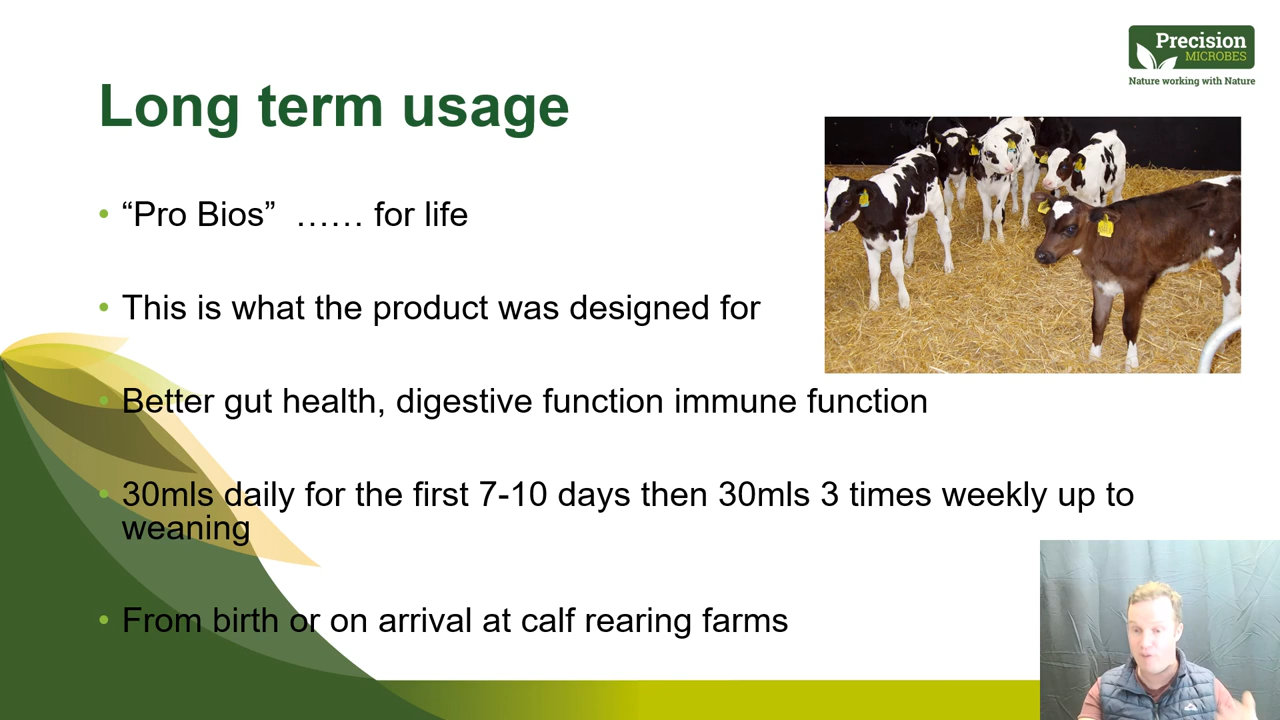 Precision
MICROBES
Nature working with Nature
Long term usage
• “Pro Bios” …… for life
• This is what the product was designed for
• Better gut health, digestive function immune function
• 30mls daily for the first 7-10 days then 30mls 3 times weekly up to
weaning
• From birth or on arrival at calf rearing farms